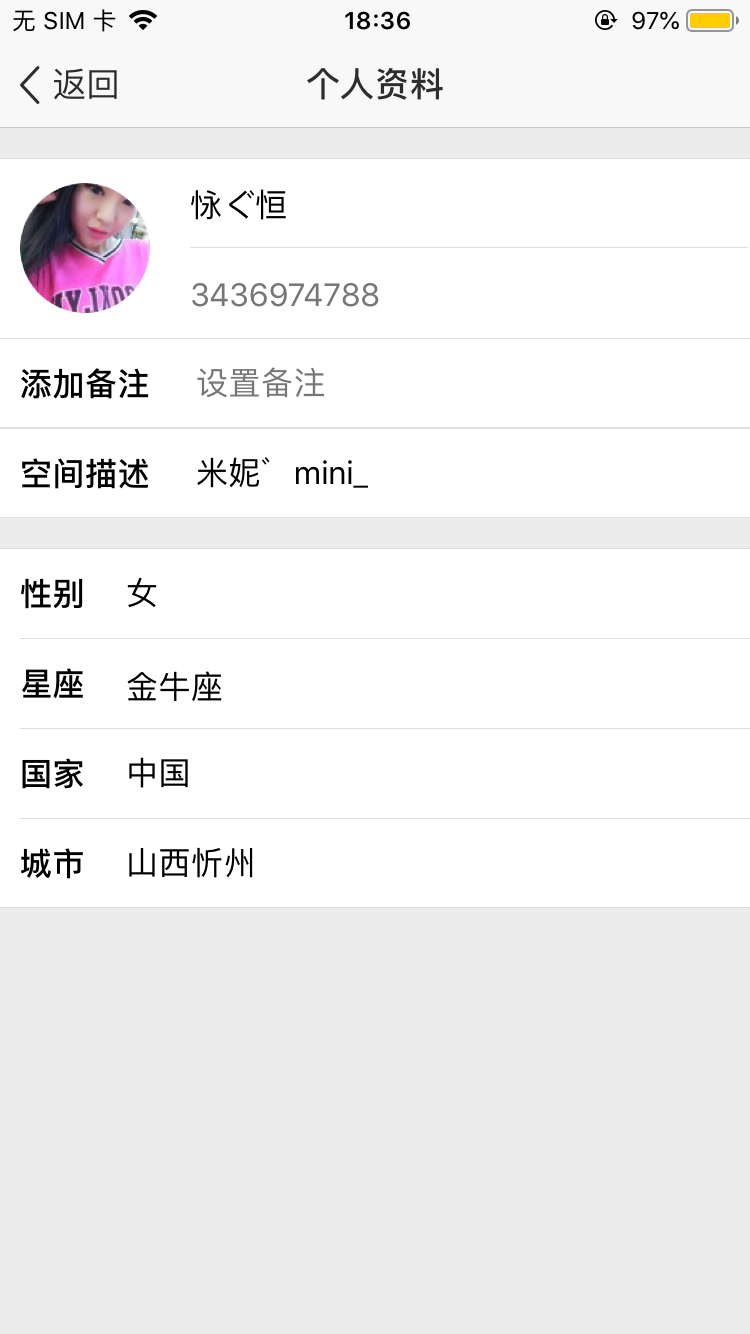 无 SIM 卡 18:36 97%
返回 个人资料
怺ぐ恒
3436974788
添加备注 设置备注
空间描述 米妮゛ mini_
性别 女
星座 金牛座
国家 中国
城市 山西忻州